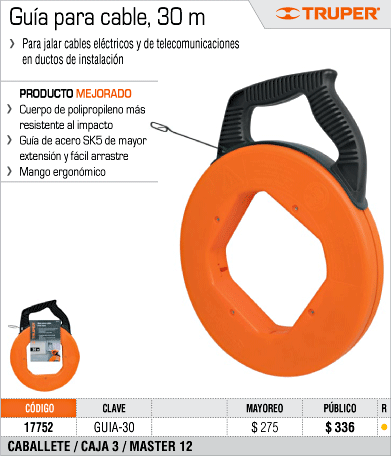 Guía para cable, 30 m
TRUPER®
Para jalar cables eléctricos y de telecomunicaciones
en ductos de instalación
PRODUCTO MEJORADO
Cuerpo de polipropileno más
resistente al impacto
Guía de acero SK5 de mayor
extensión y fácil arrastre
Mango ergonómico
CÓDIGO CLAVE MAYOREO PÚBLICO R
17752 GUIA-30 $ 275 $ 336
CABALLETE / CAJA 3 / MASTER 12